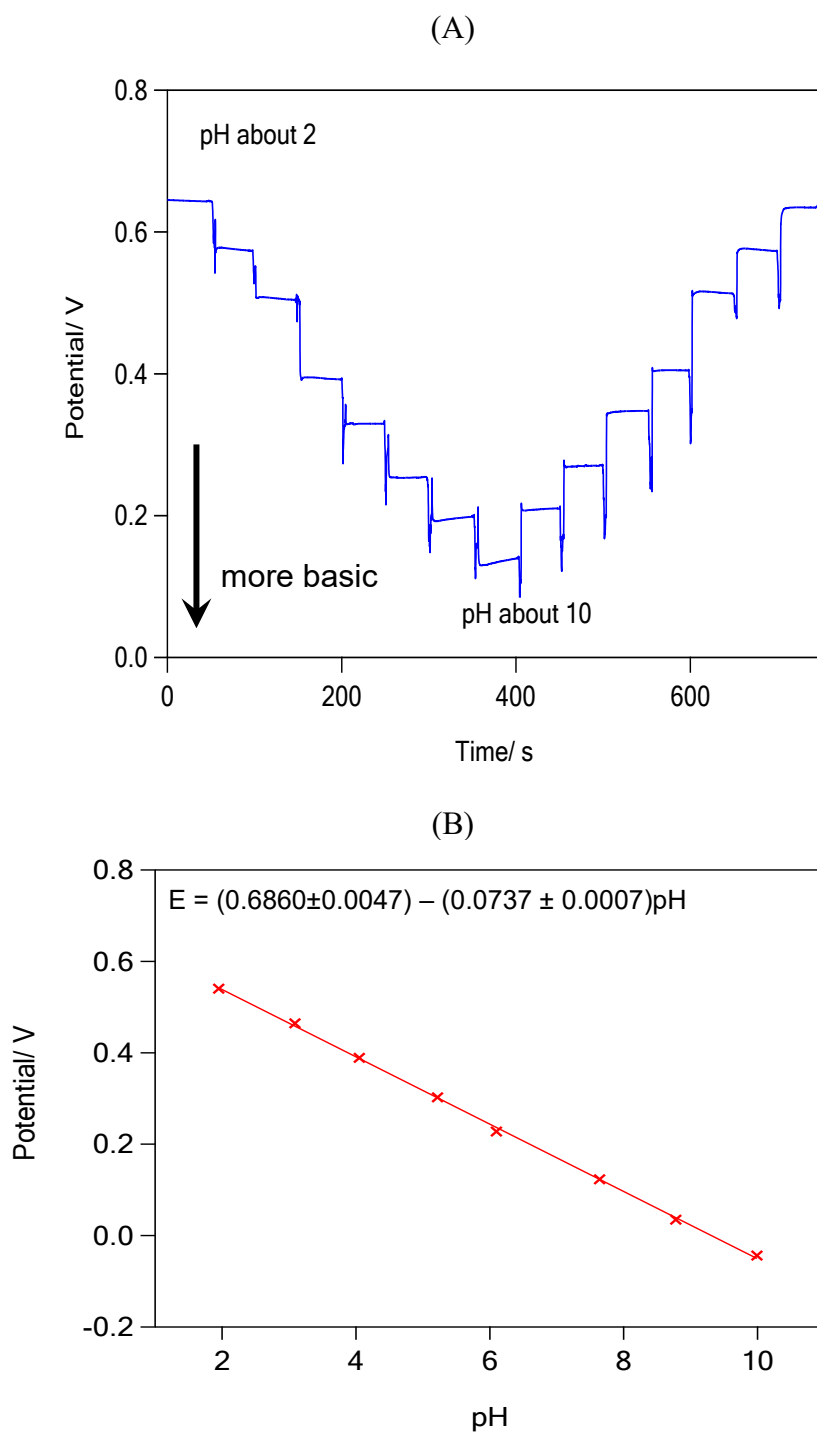 (A)
0.8
pH about 2
0.6
0.4
Potential/ V
0.2
more basic
pH about 10
0.0
0 200 400 600
Time/ s
(B)
0.8
E = (0.6860±0.0047) – (0.0737 ± 0.0007)pH
0.6
0.4
Potential/ V
0.2
0.0
-0.2
2 4 6 8 10
pH